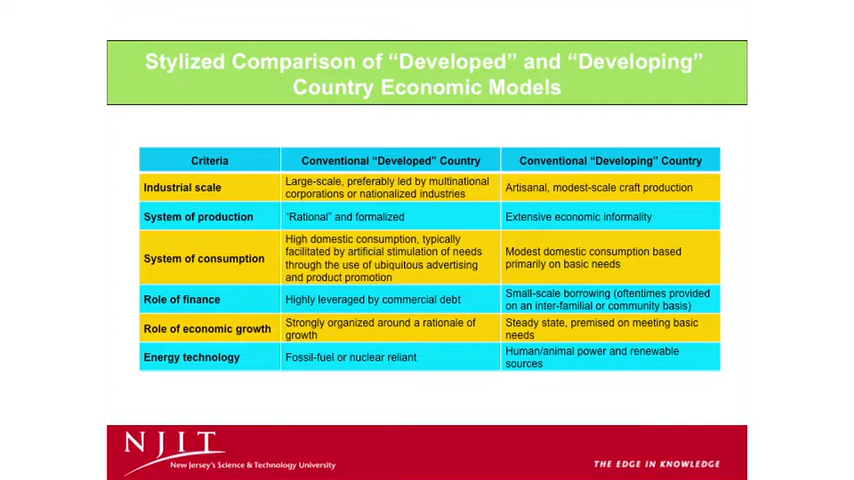 Stylized Comparison of “Developed” and “Developing”
Country Economic Models
Criteria
Conventional “Developed” Country
Conventional “Developing” Country
Industrial scale
Large-scale, preferably led by multinational
corporations or nationalized industries
Artisanal, modest-scale craft production
System of production
“Rational” and formalized
Extensive economic informality
System of consumption
High domestic consumption, typically
facilitated by artificial stimulation of needs
through the use of ubiquitous advertising
and product promotion
Modest domestic consumption based
primarily on basic needs
Role of finance
Highly leveraged by commercial debt
Small-scale borrowing (oftentimes provided
on an inter-familial or community basis)
Role of economic growth
Strongly organized around a rationale of
growth
Steady state, premised on meeting basic
needs
Energy technology
Fossil-fuel or nuclear reliant
Human/animal power and renewable
sources
NJIT
New Jersey's Science & Technology University
THE EDGE IN KNOWLEDGE